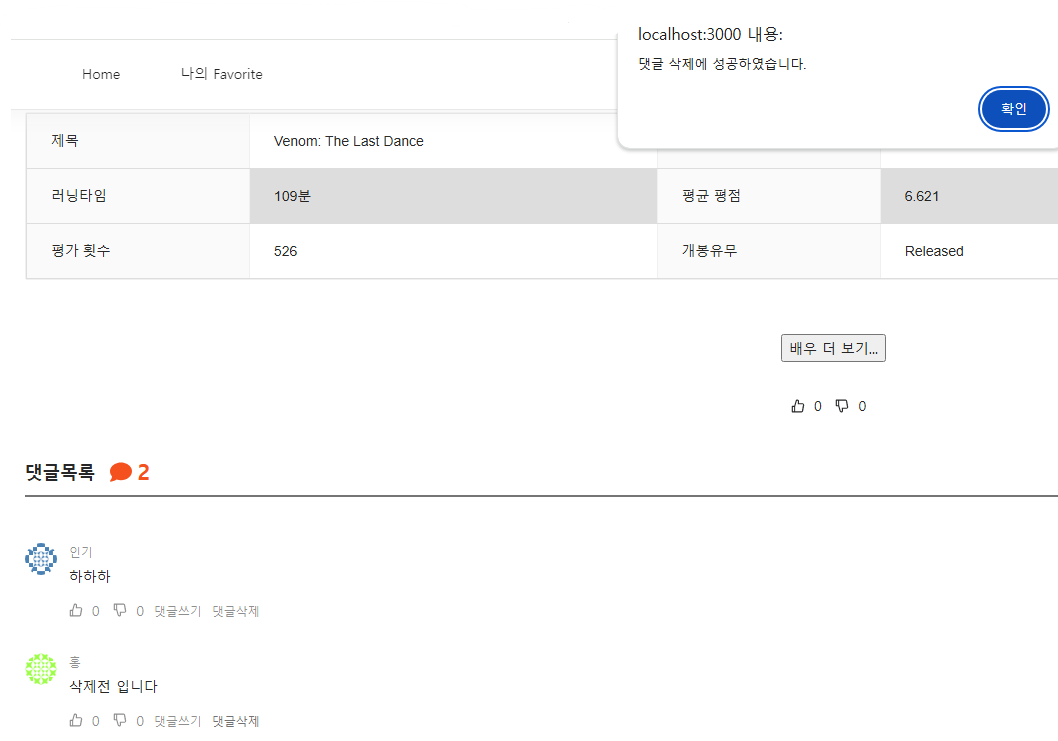 localhost:3000 내용:
댓글 삭제에 성공하였습니다.
확인
Home 나의 Favorite
제목 Venom: The Last Dance
러닝타임 109분 평균 평점 6.621
평가 횟수 526 개봉유무 Released
배우 더 보기...
0 0
댓글목록 2
인기
하하하
0 0 댓글쓰기 댓글삭제
홍
삭제전 입니다
0 0 댓글쓰기 댓글삭제